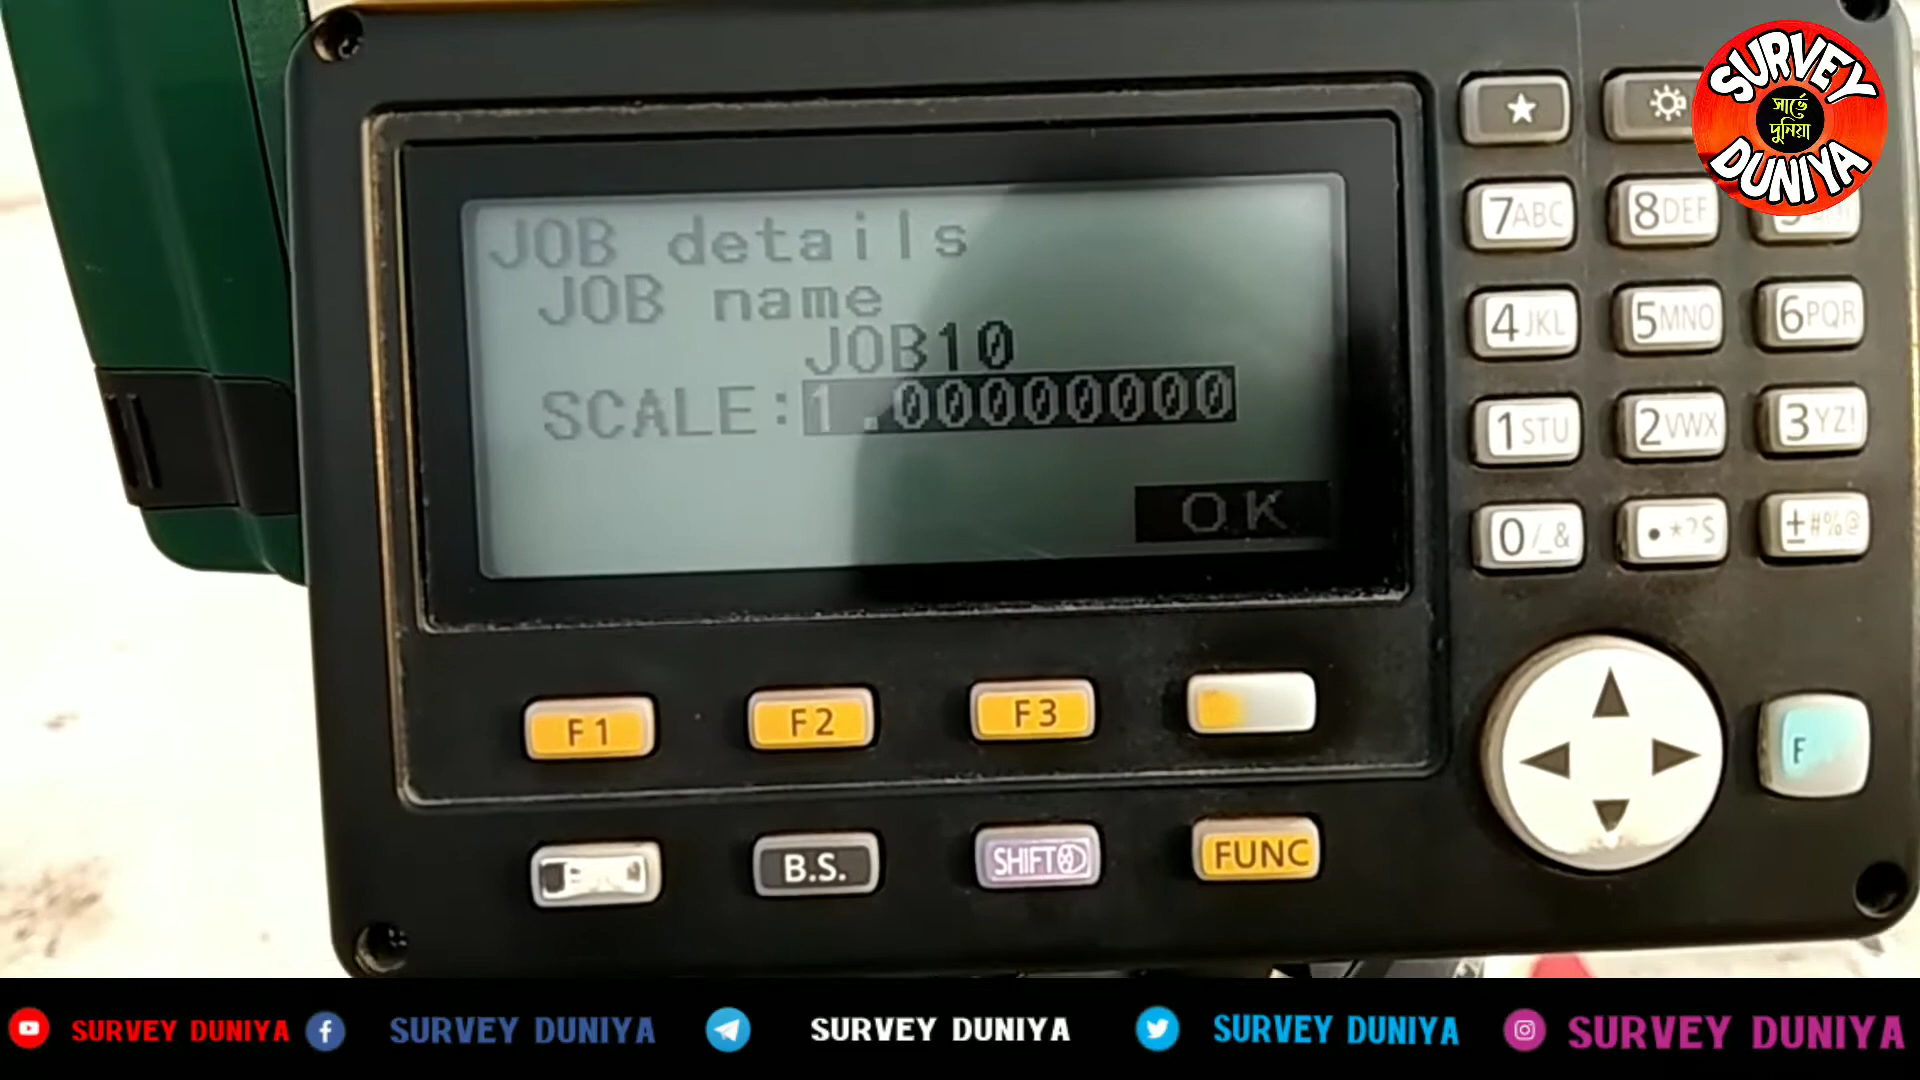 JOB details
JOB name
JOB10
SCALE:1.00000000
OK
SURVEY
সার্ভে
দুনিয়া
DUNIYA
7ABC
8DEF
4JKL
5MNO
6PQR
1STU
2VWX
3YZ!
0/_&
.*?$
±#%@
F1
F2
F3
F
B.S.
SHIFT
FUNC
SURVEY DUNIYA
SURVEY DUNIYA
SURVEY DUNIYA
SURVEY DUNIYA
SURVEY DUNIYA